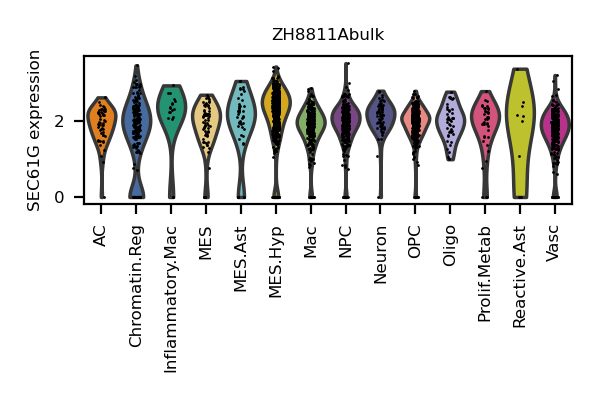 ZH8811Abulk
SEC61G expression
2
0
AC
Chromatin.Reg
Inflammatory.Mac
MES
MES.Ast
MES.Hyp
Mac
NPC
Neuron
OPC
Oligo
Prolif.Metab
Reactive.Ast
Vasc